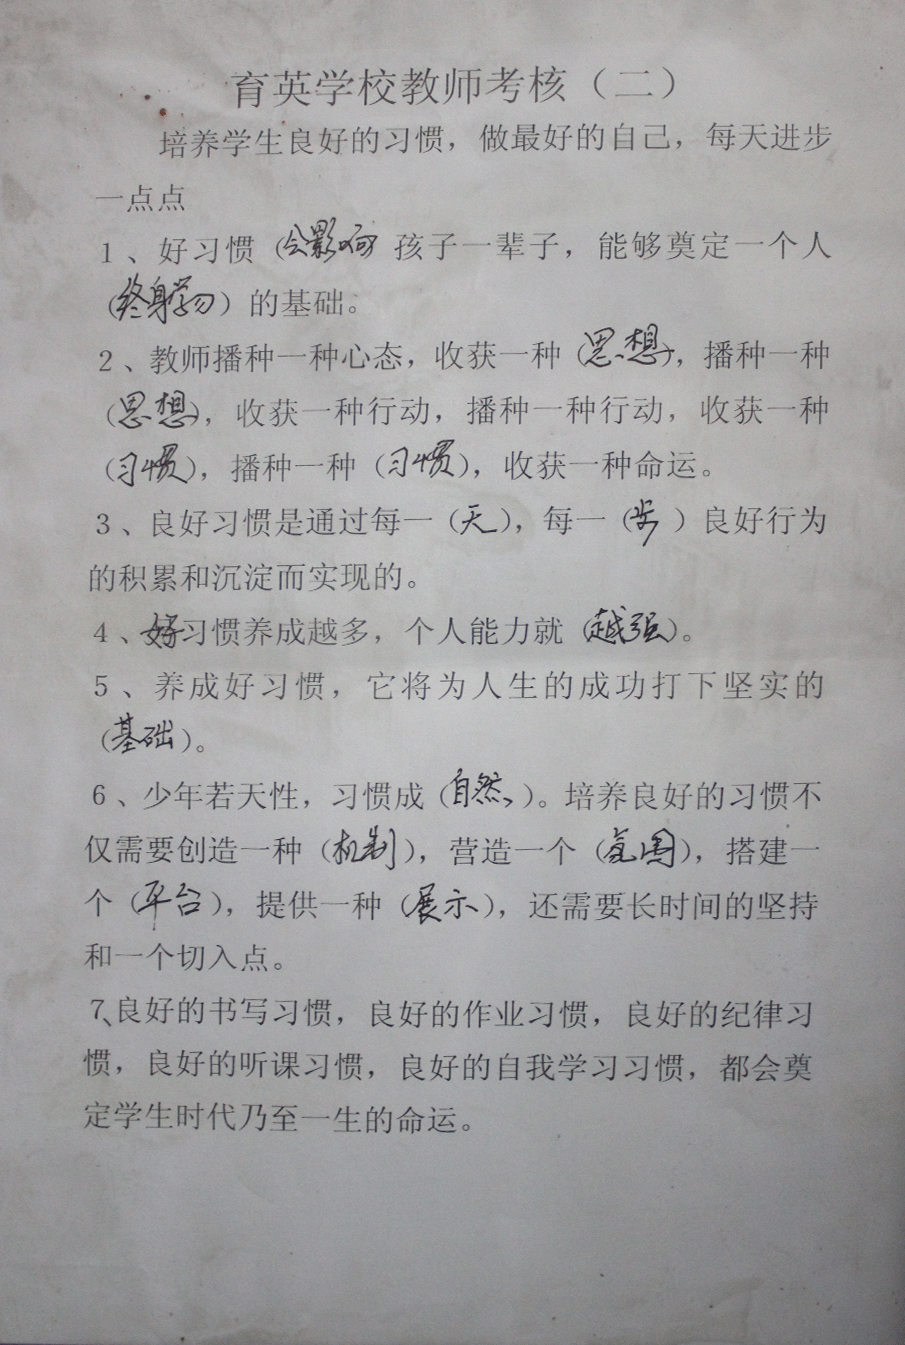 育英学校教师考核（二）
培养学生良好的习惯，做最好的自己，每天进步
一点点
1、好习惯（会影响 孩子一辈子，能够奠定一个人
（终身学习）的基础。
2、教师播种一种心态，收获一种（思想），播种一种
（思想），收获一种行动，播种一种行动，收获一种
（习惯），播种一种（习惯），收获一种命运。
3、良好习惯是通过每一（天），每一（步）良好行为
的积累和沉淀而实现的。
4、好习惯养成越多，个人能力就（越强）。
5、养成好习惯，它将为人生的成功打下坚实的
（基础）。
6、少年若天性，习惯成（自然）。培养良好的习惯不
仅需要创造一种（机制），营造一个（氛围），搭建一
个（平台），提供一种（展示），还需要长时间的坚持
和一个切入点。
7、良好的书写习惯，良好的作业习惯，良好的纪律习
惯，良好的听课习惯，良好的自我学习习惯，都会奠
定学生时代乃至一生的命运。